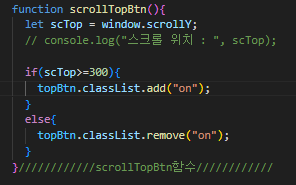 function scrollTopBtn(){
  let scTop = window.scrollY;
  // console.log("스크롤 위치 : ", scTop);

  if(scTop>=300){
    topBtn.classList.add("on");
  }
  else{
    topBtn.classList.remove("on");
  }
}////////////scrollTopBtn함수////////////